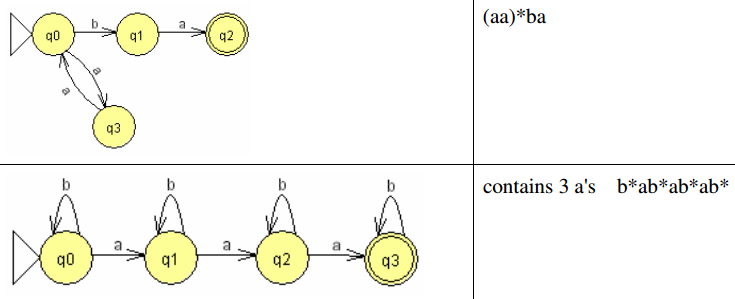 q0 b q1 a q2
a
a
q3
(aa)*ba
b b b b
q0 a q1 a q2 a q3
contains 3 a's b*ab*ab*ab*